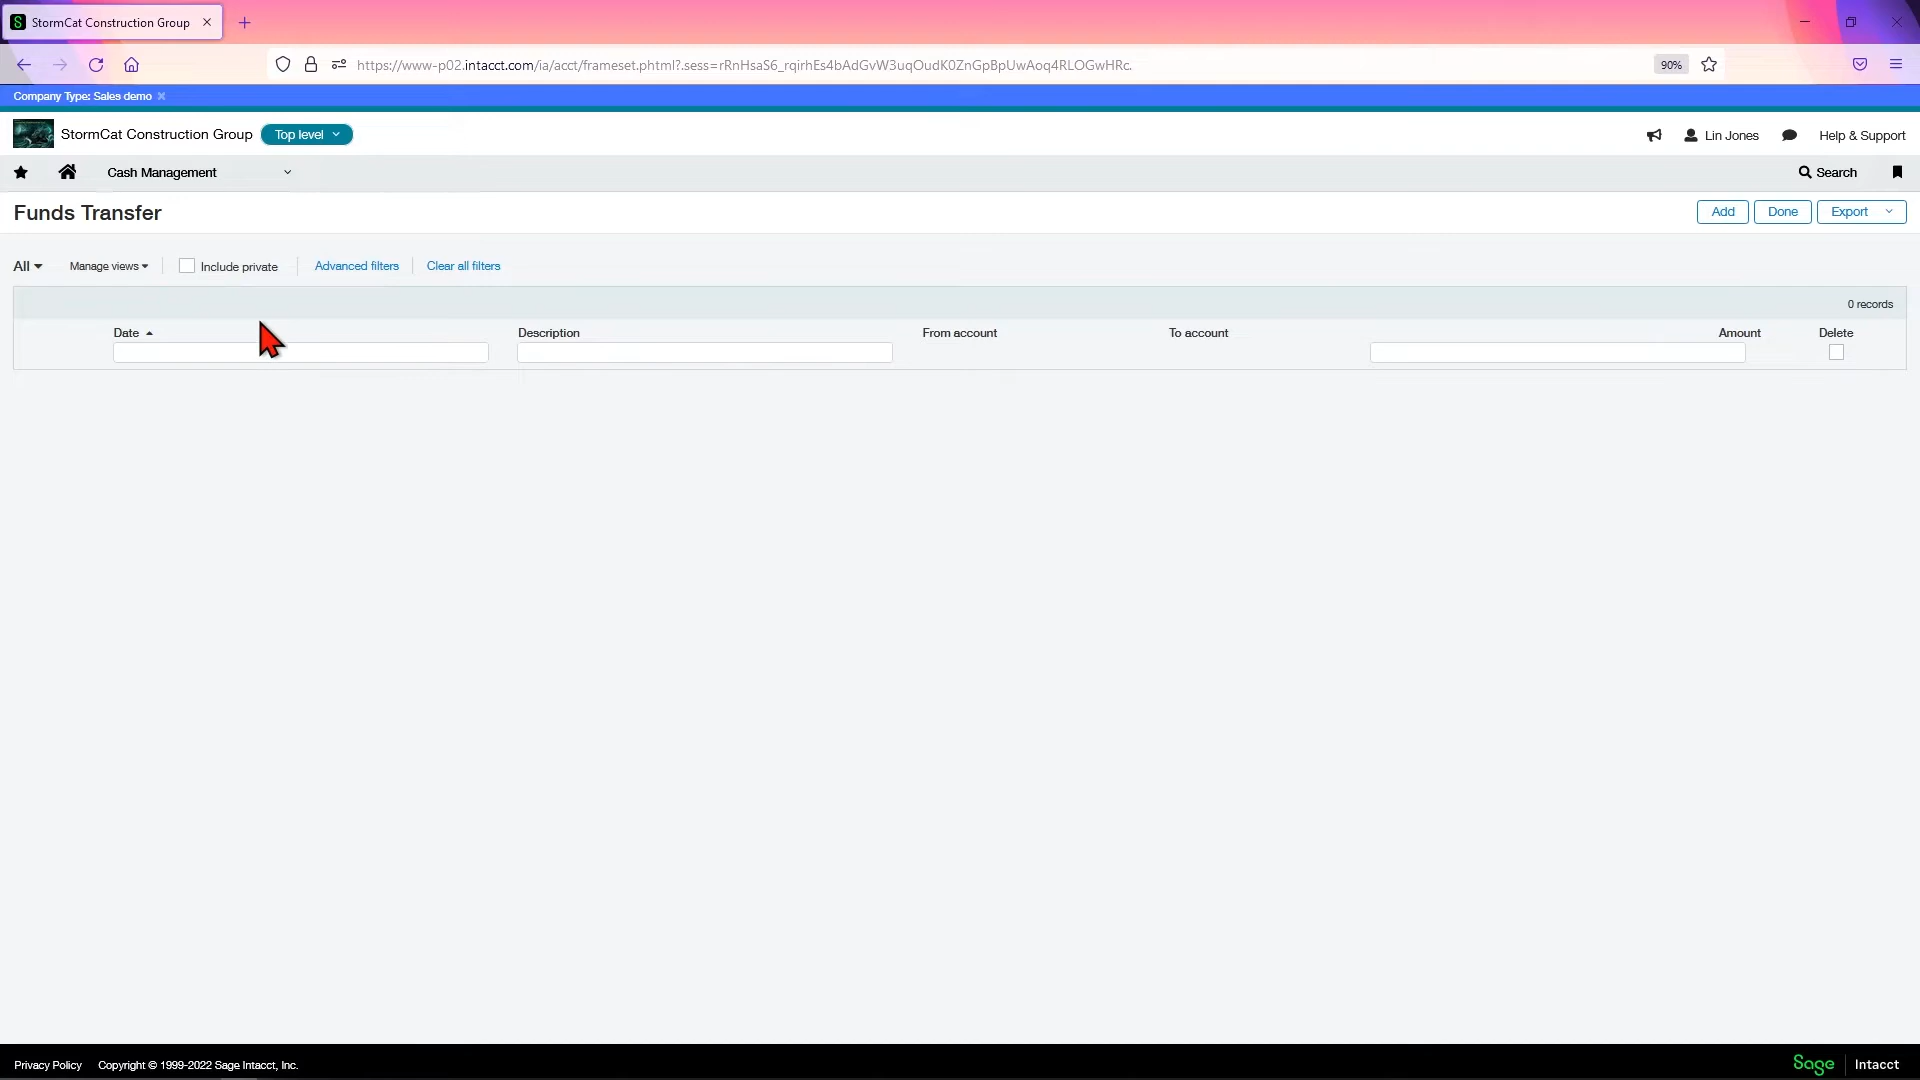 StormCat Construction Group
https://www-p02.intacct.com/ia/acct/frameset.phtml?.sess=rRnHsaS6_rqirhEs4bAdGvW3uqOudK0ZnGpBpUwAoq4RLOGwHRc.
90%
Company Type: Sales demo
StormCat Construction Group
Top level
Lin Jones
Help & Support
Cash Management
Search
Funds Transfer
Add
Done
Export
All
Manage views
Include private
Advanced filters
Clear all filters
0 records
Date
Description
From account
To account
Amount
Delete
Privacy Policy
Copyright © 1999-2022 Sage Intacct, Inc.
Sage
Intacct